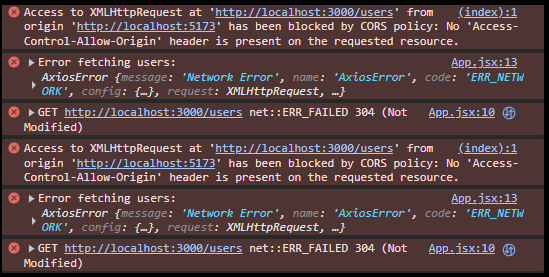 Access to XMLHttpRequest at 'http://localhost:3000/users' from (index):1
origin 'http://localhost:5173' has been blocked by CORS policy: No 'Access-
Control-Allow-Origin' header is present on the requested resource.
Error fetching users: App.jsx:13
AxiosError {message: 'Network Error', name: 'AxiosError', code: 'ERR_NETW
ORK', config: {…}, request: XMLHttpRequest, …}
GET http://localhost:3000/users net::ERR_FAILED 304 (Not App.jsx:10
Modified)
Access to XMLHttpRequest at 'http://localhost:3000/users' from (index):1
origin 'http://localhost:5173' has been blocked by CORS policy: No 'Access-
Control-Allow-Origin' header is present on the requested resource.
Error fetching users: App.jsx:13
AxiosError {message: 'Network Error', name: 'AxiosError', code: 'ERR_NETW
ORK', config: {…}, request: XMLHttpRequest, …}
GET http://localhost:3000/users net::ERR_FAILED 304 (Not App.jsx:10
Modified)